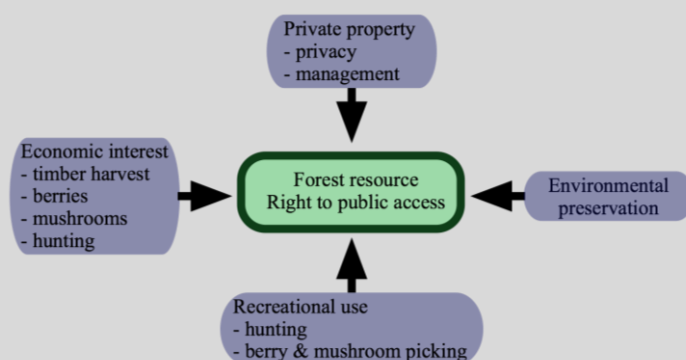 Private property
- privacy
- management
Economic interest
- timber harvest
- berries
- mushrooms
- hunting
Forest resource
Right to public access
Environmental
preservation
Recreational use
- hunting
- berry & mushroom picking